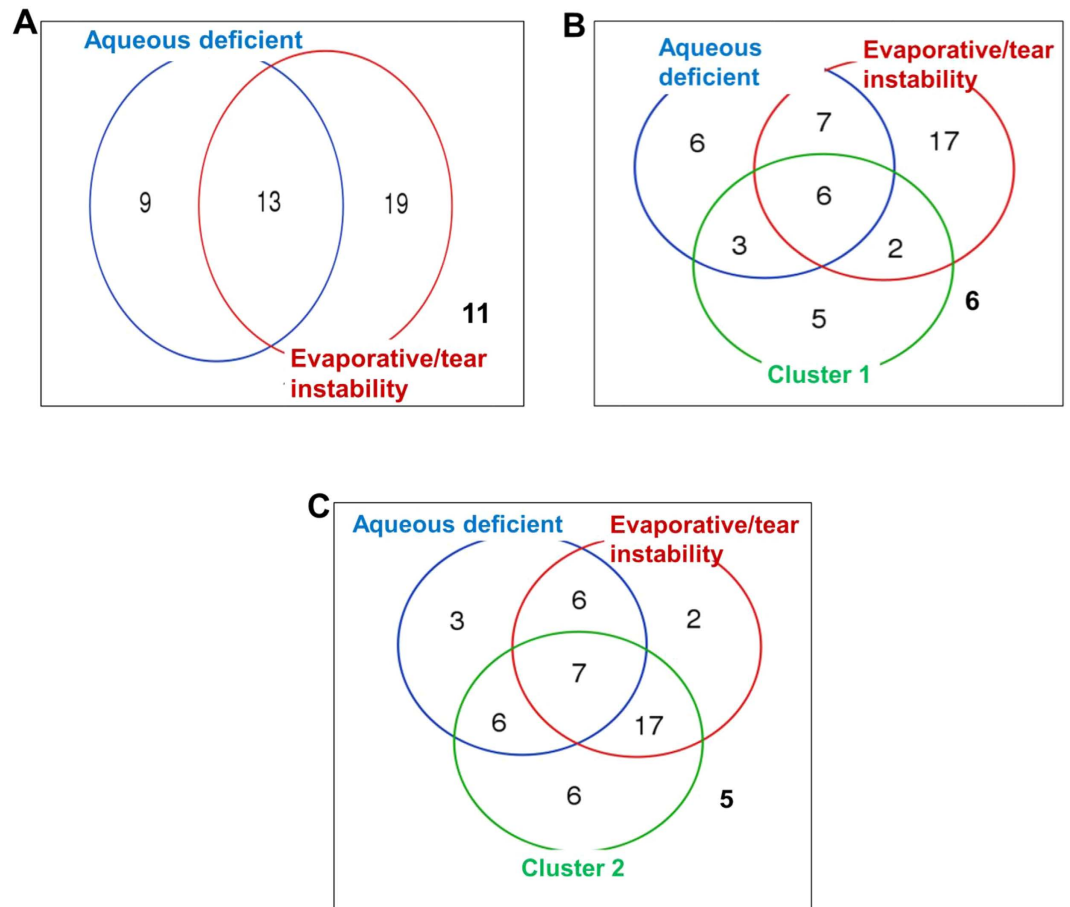 A
Aqueous deficient
9
13
19
11
Evaporative/tear
instability
B
Aqueous
deficient
Evaporative/tear
instability
6
7
17
6
3
2
5
6
Cluster 1
C
Aqueous deficient
Evaporative/tear
instability
3
6
2
7
6
17
6
5
Cluster 2